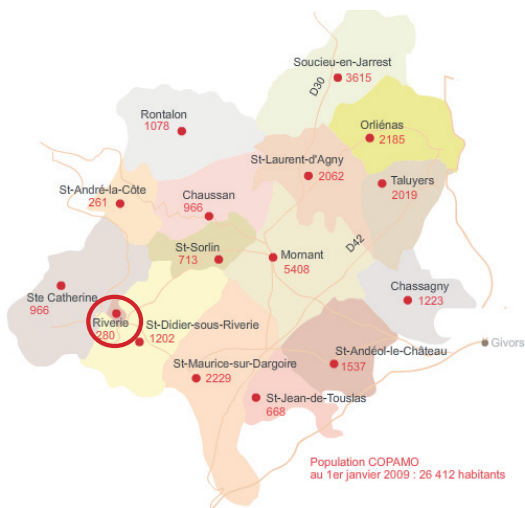 Soucieu-en-Jarrest
3615
D30
Rontalon
1078
Orliénas
2185
St-Laurent-d'Agny
2062
Taluyers
2019
St-André-la-Côte
261
Chaussan
966
D42
St-Sorlin
713
Mornant
5408
Chassagny
1223
Ste Catherine
966
Riverie
280
St-Didier-sous-Riverie
1202
Givors
St-Andéol-le-Château
1537
St-Maurice-sur-Dargoire
2229
St-Jean-de-Touslas
668
Population COPAMO
au 1er janvier 2009 : 26 412 habitants